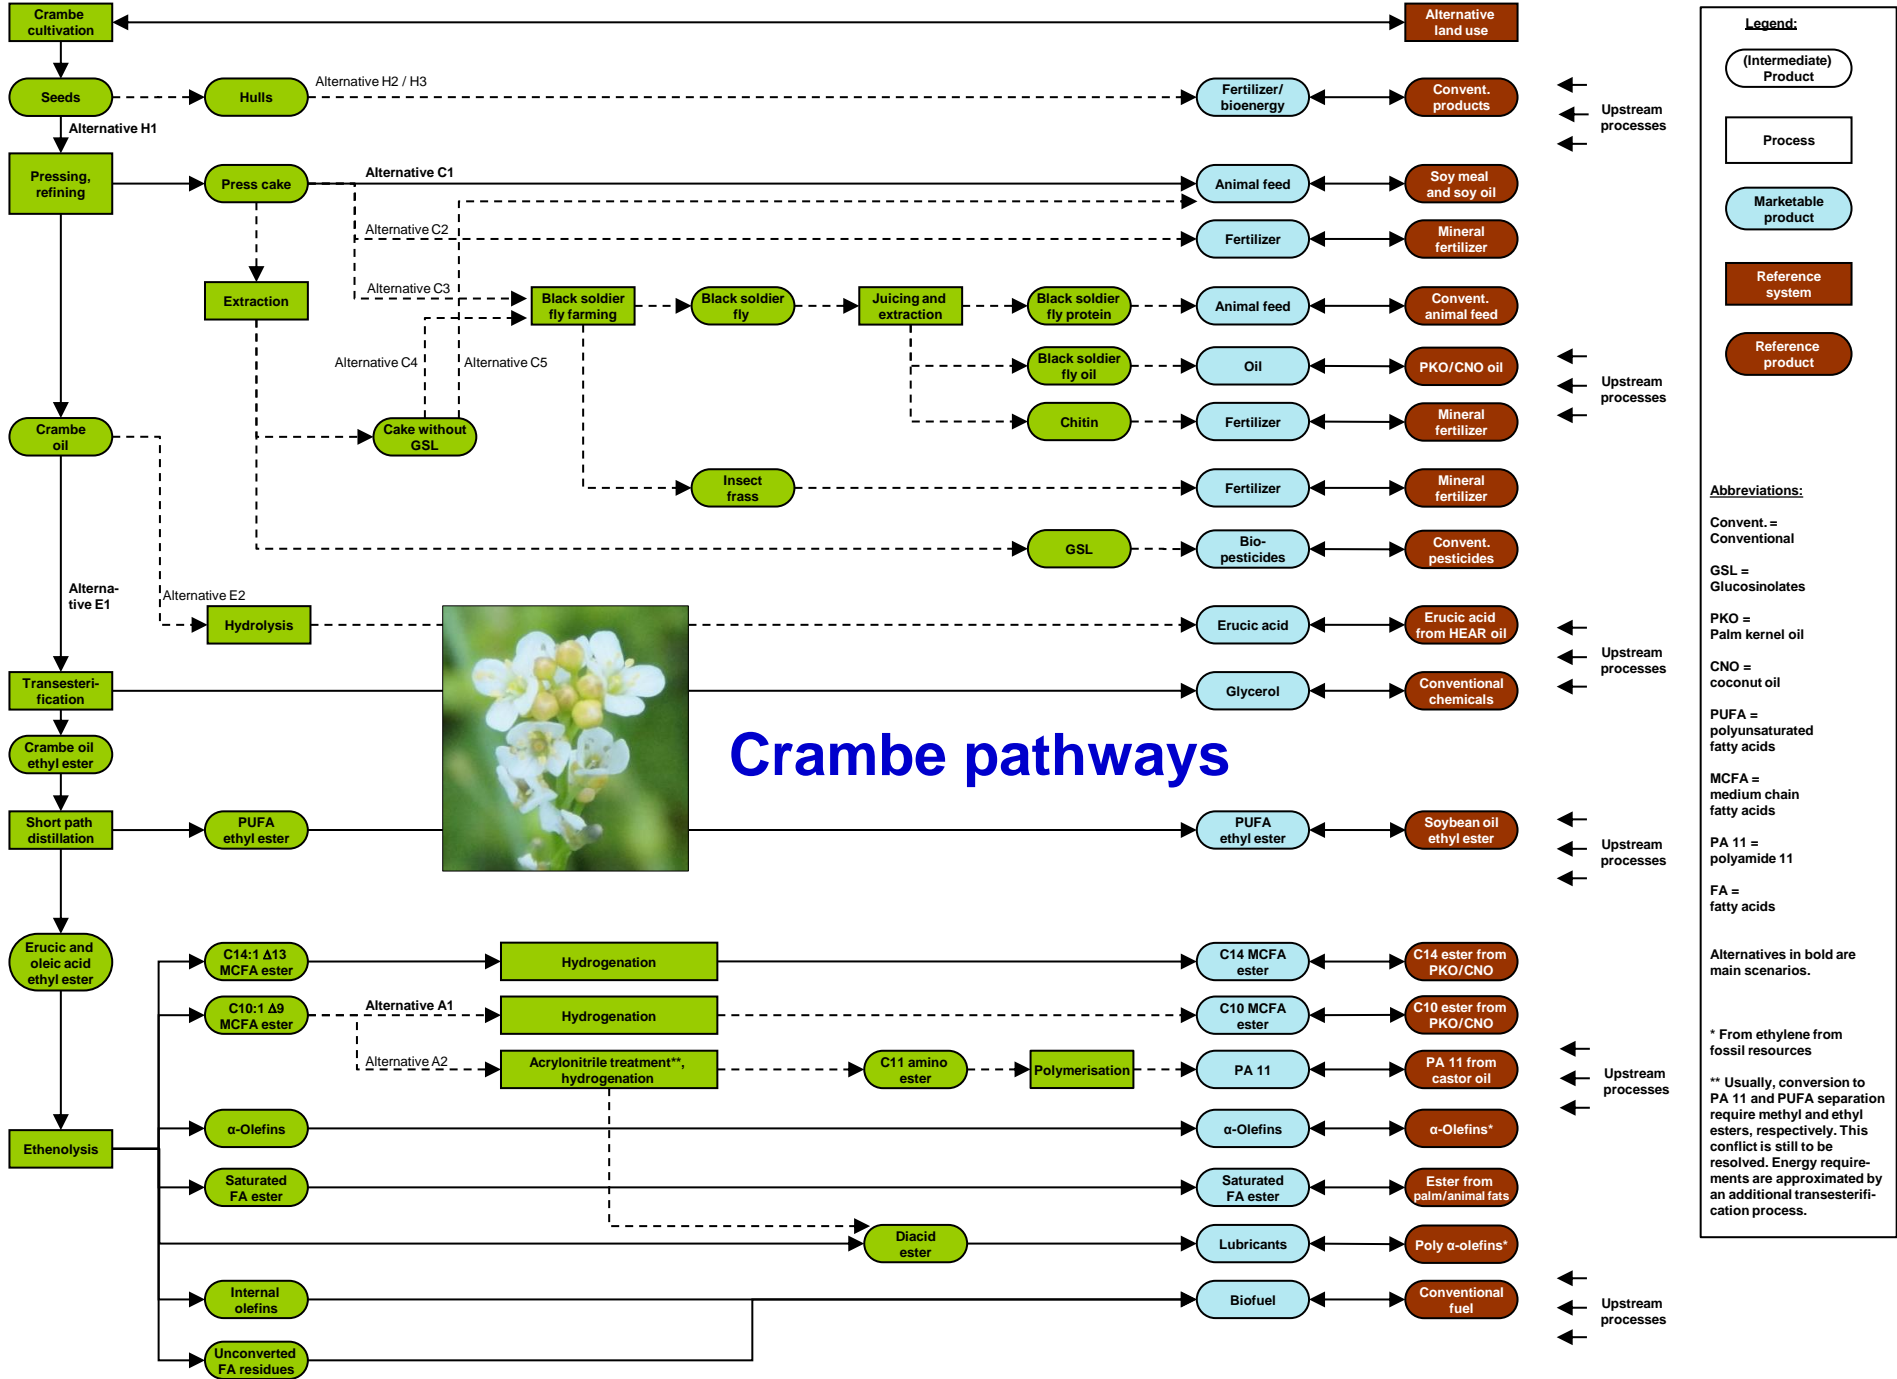 Crambe
cultivation
Alternative
land use
Seeds
Hulls
Alternative H2 / H3
Fertilizer/
bioenergy
Convent.
products
Upstream
processes
Alternative H1
Pressing,
refining
Press cake
Alternative C1
Animal feed
Soy meal
and soy oil
Alternative C2
Fertilizer
Mineral
fertilizer
Extraction
Alternative C3
Black soldier
fly farming
Black soldier
fly
Juicing and
extraction
Black soldier
fly protein
Animal feed
Convent.
animal feed
Alternative C4
Alternative C5
Black soldier
fly oil
Oil
PKO/CNO oil
Upstream
processes
Crambe
oil
Cake without
GSL
Chitin
Fertilizer
Mineral
fertilizer
Insect
frass
Fertilizer
Mineral
fertilizer
GSL
Bio-
pesticides
Convent.
pesticides
Alterna-
tive E1
Alternative E2
Hydrolysis
Erucic acid
Erucic acid
from HEAR oil
Upstream
processes
Transesteri-
fication
Glycerol
Conventional
chemicals
Crambe oil
ethyl ester
Crambe pathways
Short path
distillation
PUFA
ethyl ester
PUFA
ethyl ester
Soybean oil
ethyl ester
Upstream
processes
Erucic and
oleic acid
ethyl ester
C14:1 Δ13
MCFA ester
Hydrogenation
C14 MCFA
ester
C14 ester from
PKO/CNO
C10:1 Δ9
MCFA ester
Alternative A1
Hydrogenation
C10 MCFA
ester
C10 ester from
PKO/CNO
Alternative A2
Acrylonitrile treatment**,
hydrogenation
C11 amino
ester
Polymerisation
PA 11
PA 11 from
castor oil
Upstream
processes
Ethenolysis
α-Olefins
α-Olefins
α-Olefins*
Saturated
FA ester
Saturated
FA ester
Ester from
palm/animal fats
Diacid
ester
Lubricants
Poly α-olefins*
Internal
olefins
Biofuel
Conventional
fuel
Upstream
processes
Unconverted
FA residues
Legend:
(Intermediate)
Product
Process
Marketable
product
Reference
system
Reference
product
Abbreviations:
Convent. =
Conventional
GSL =
Glucosinolates
PKO =
Palm kernel oil
CNO =
coconut oil
PUFA =
polyunsaturated
fatty acids
MCFA =
medium chain
fatty acids
PA 11 =
polyamide 11
FA =
fatty acids
Alternatives in bold are
main scenarios.
* From ethylene from
fossil resources
** Usually, conversion to
PA 11 and PUFA separation
require methyl and ethyl
esters, respectively. This
conflict is still to be
resolved. Energy require-
ments are approximated by
an additional transesterifi-
cation process.